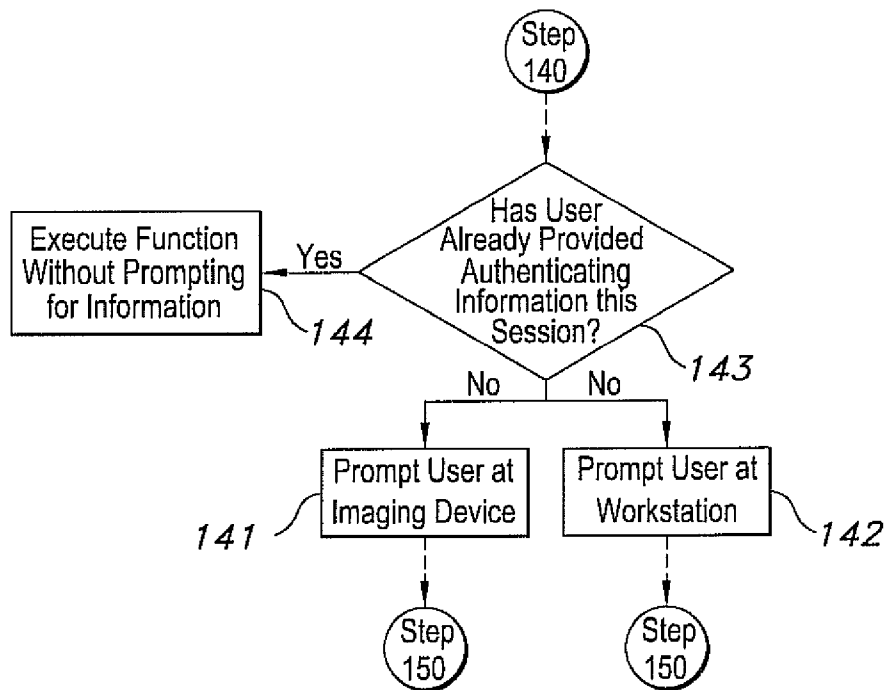 Step
140
Has User
Already Provided
Authenticating
Information this
Session?
Yes
Execute Function
Without Prompting
for Information
144
143
No
No
Prompt User at
Imaging Device
141
Prompt User at
Workstation
142
Step
150
Step
150